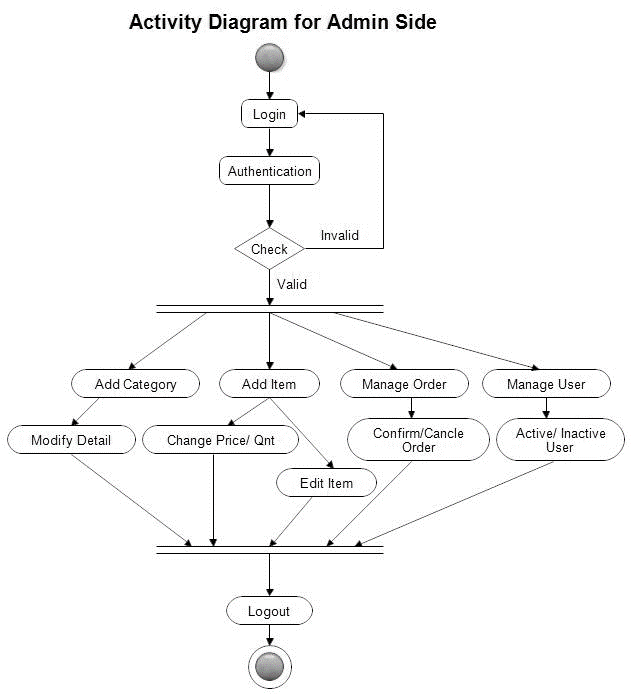 Activity Diagram for Admin Side
Login
Authentication
Check
Invalid
Valid
Add Category
Add Item
Manage Order
Manage User
Modify Detail
Change Price/ Qnt
Confirm/Cancle
Order
Active/ Inactive
User
Edit Item
Logout